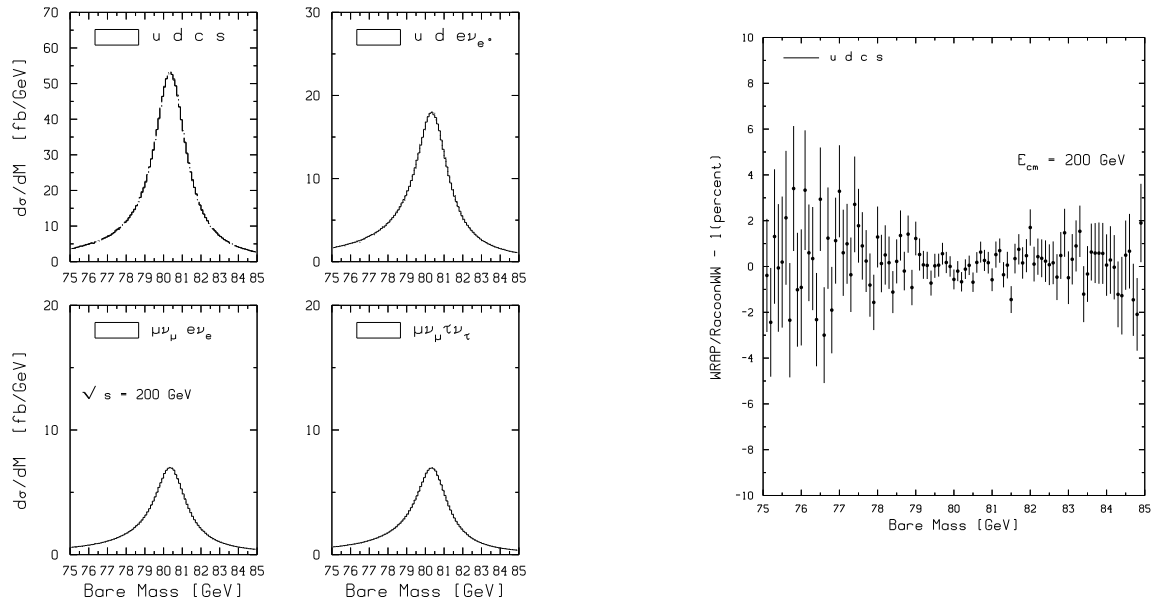 70
60
50
40
30
20
10
0
dσ/dM [fb/GeV]
u d c s
75 76 77 78 79 80 81 82 83 84 85
30
20
10
0
u d eνₑ.
75 76 77 78 79 80 81 82 83 84 85
20
10
0
dσ/dM [fb/GeV]
μν_μ eνₑ
√ s = 200 GeV
75 76 77 78 79 80 81 82 83 84 85
Bare Mass [GeV]
20
10
0
μν_μ τν_τ
75 76 77 78 79 80 81 82 83 84 85
Bare Mass [GeV]
10
8
6
4
2
0
-2
-4
-6
-8
-10
WRAP/RacoonWW - 1(percent)
u d c s
E_cm = 200 GeV
75 76 77 78 79 80 81 82 83 84 85
Bare Mass [GeV]